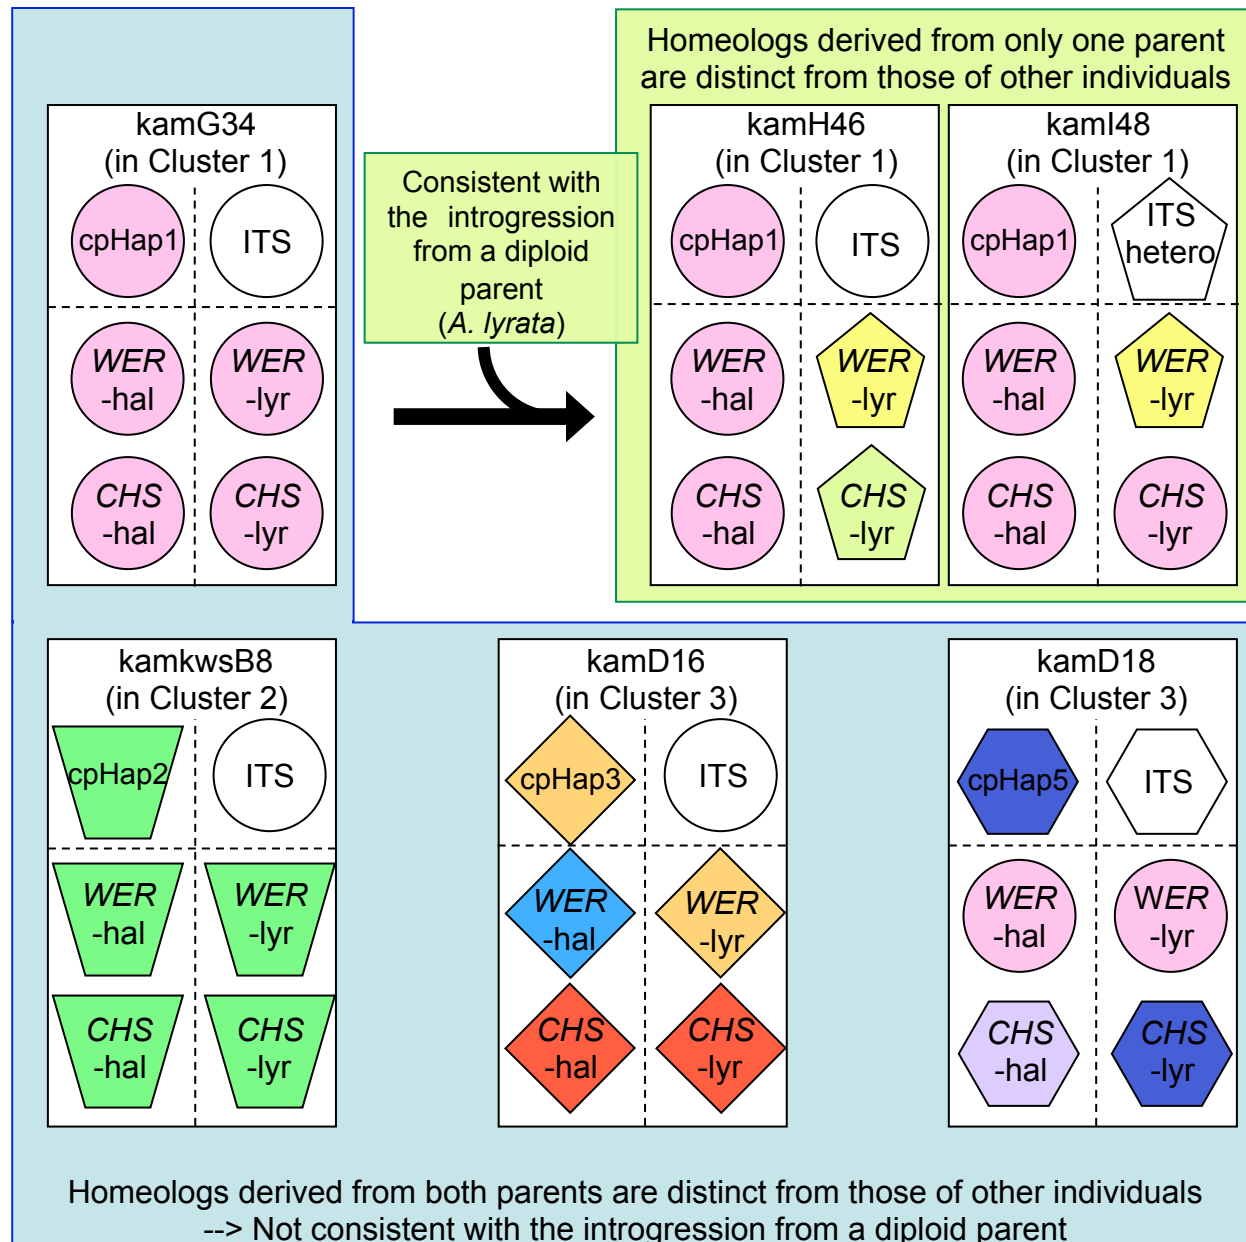 Homeologs derived from only one parent
are distinct from those of other individuals
kamG34
(in Cluster 1)
cpHap1
ITS
WER
-hal
WER
-lyr
CHS
-hal
CHS
-lyr
Consistent with
the introgression
from a diploid
parent
(A. lyrata)
kamH46
(in Cluster 1)
cpHap1
ITS
WER
-hal
WER
-lyr
CHS
-hal
CHS
-lyr
kamI48
(in Cluster 1)
cpHap1
ITS
hetero
WER
-hal
WER
-lyr
CHS
-hal
CHS
-lyr
kamkwsB8
(in Cluster 2)
cpHap2
ITS
WER
-hal
WER
-lyr
CHS
-hal
CHS
-lyr
kamD16
(in Cluster 3)
cpHap3
ITS
WER
-hal
WER
-lyr
CHS
-hal
CHS
-lyr
kamD18
(in Cluster 3)
cpHap5
ITS
WER
-hal
WER
-lyr
CHS
-hal
CHS
-lyr
Homeologs derived from both parents are distinct from those of other individuals
--> Not consistent with the introgression from a diploid parent